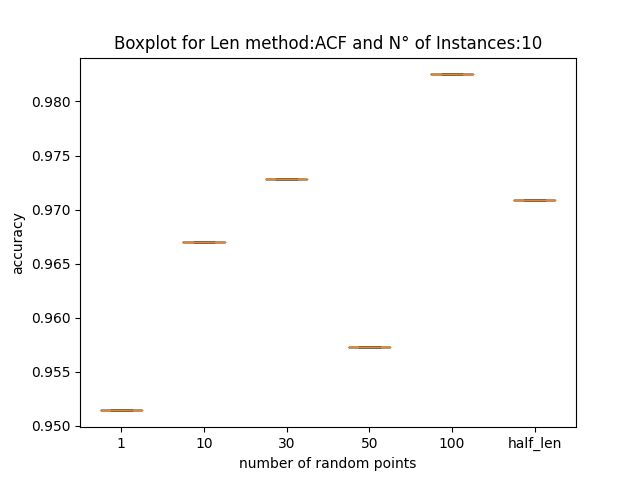 Boxplot for Len method:ACF and N° of Instances:10
0.980
0.975
0.970
0.965
0.960
0.955
0.950
accuracy
1 10 30 50 100 half_len
number of random points